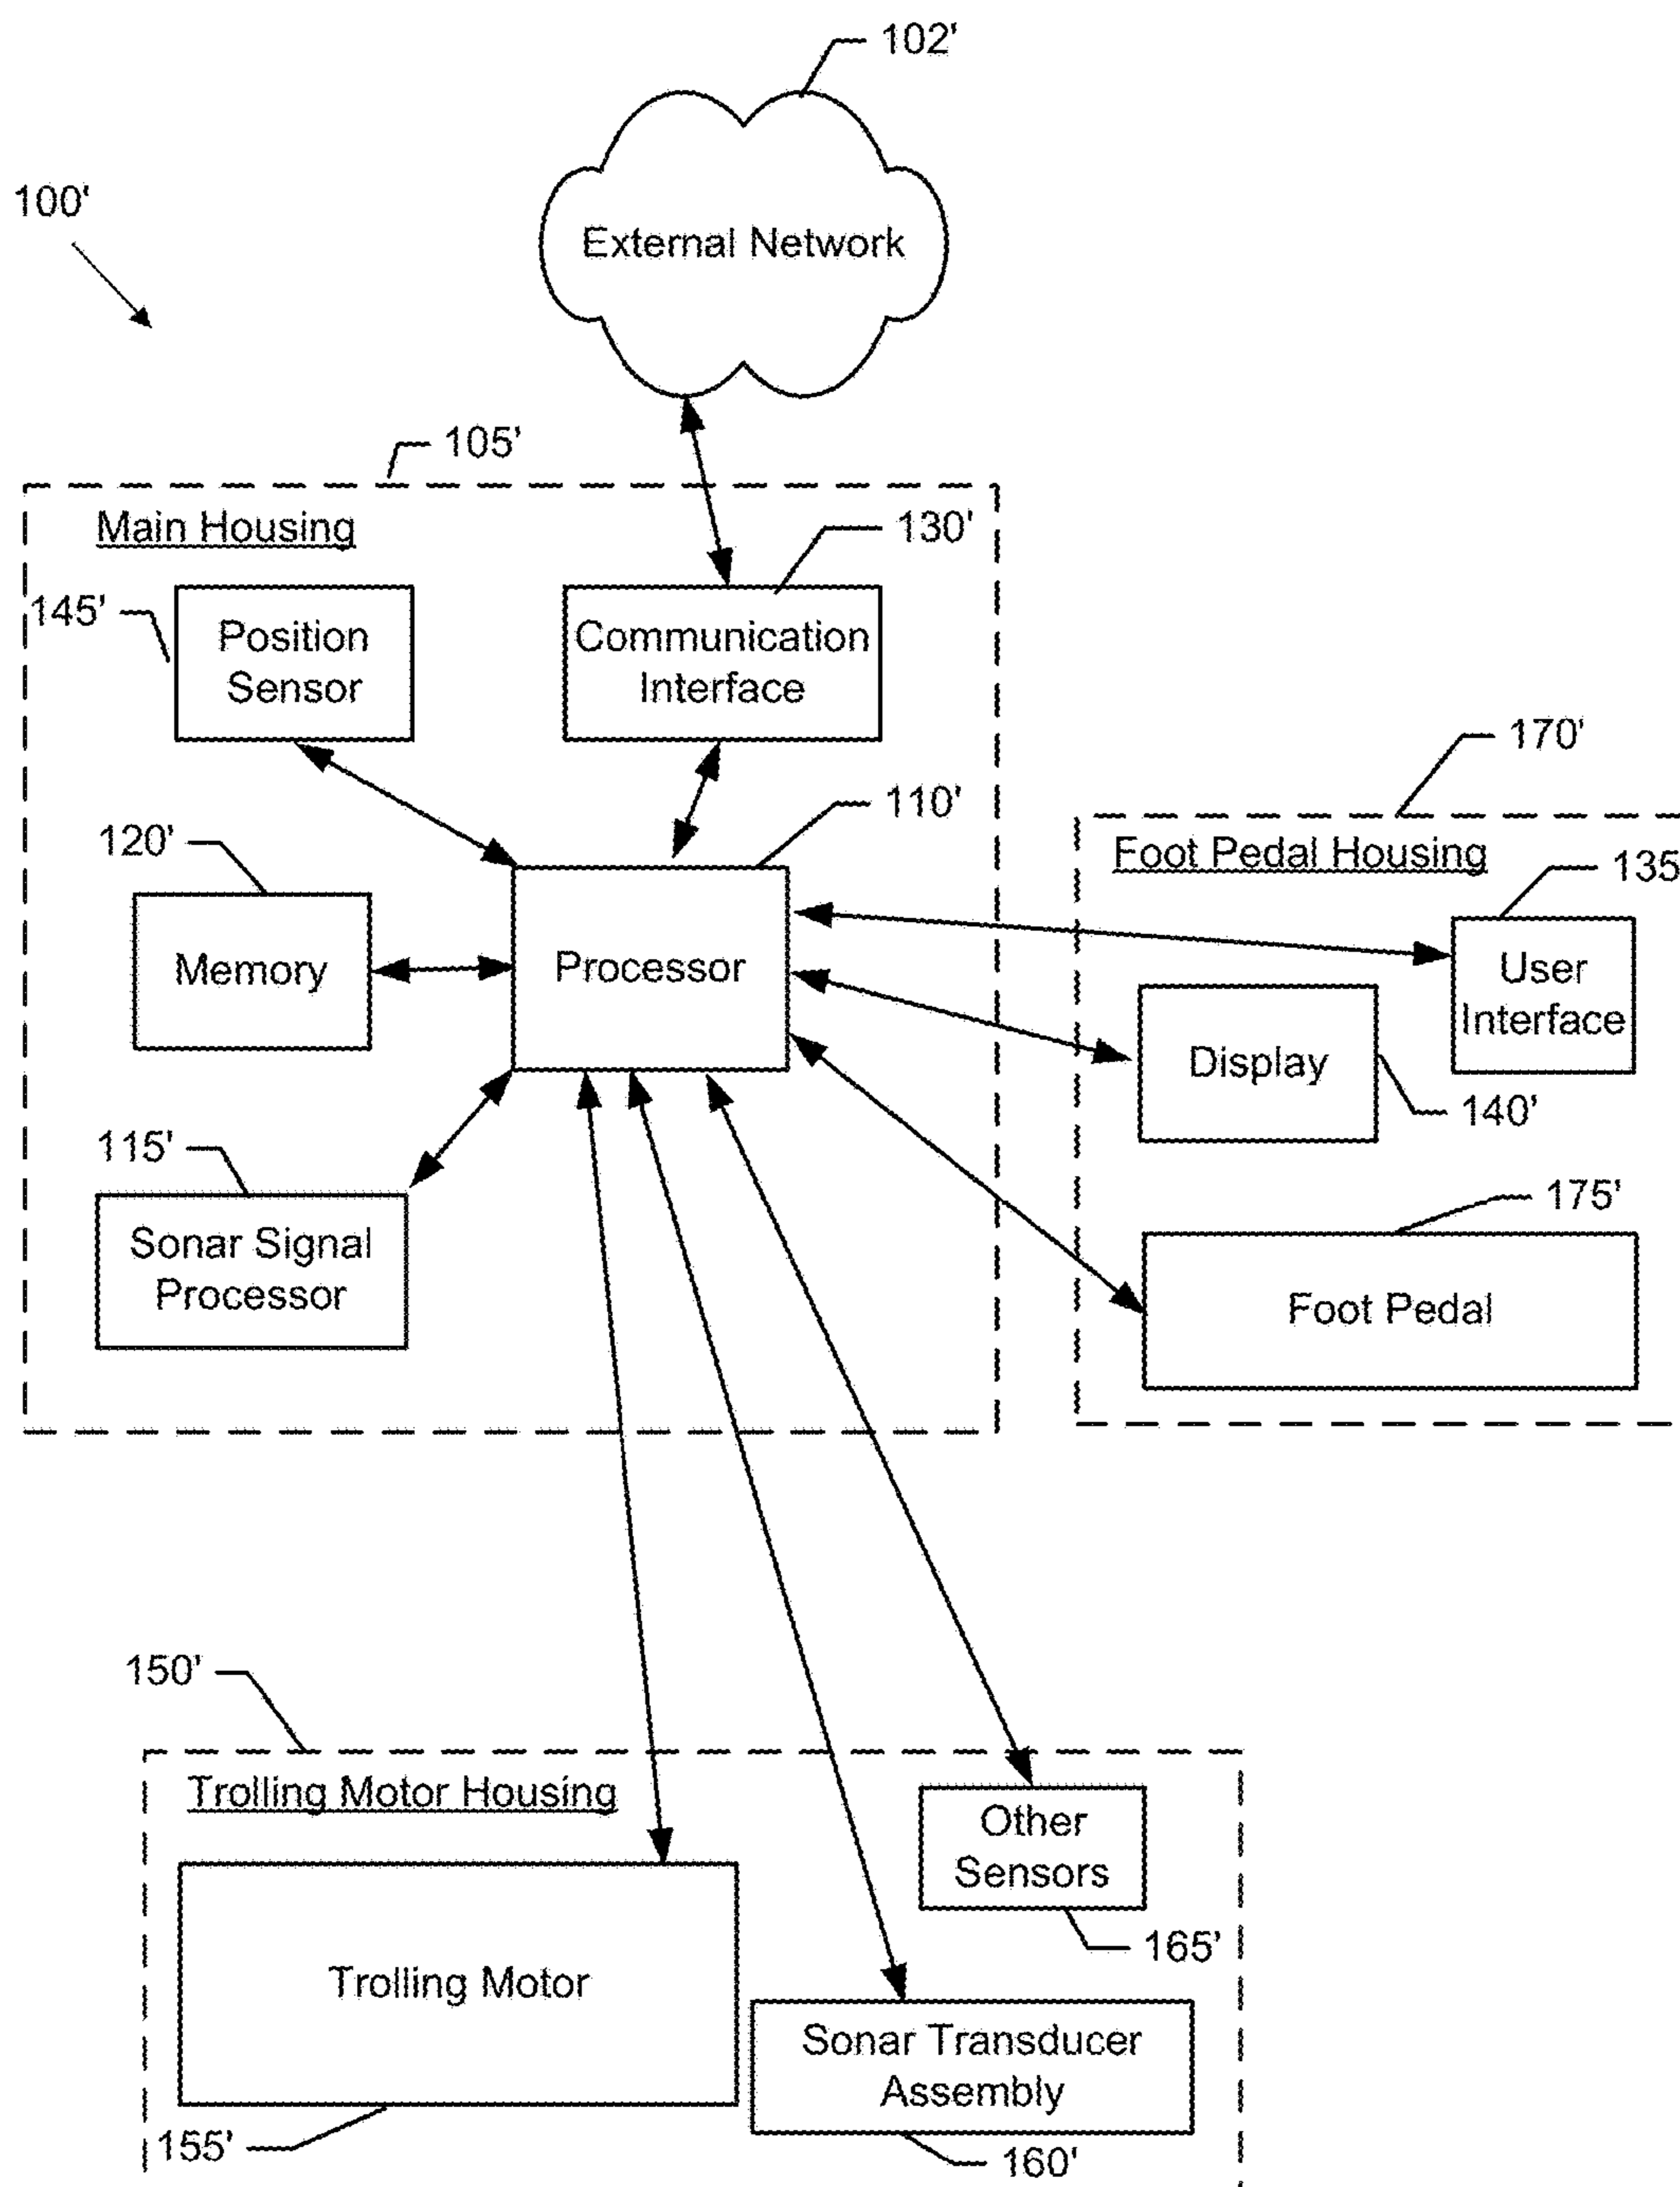 102'
100'
External Network
105'
Main Housing
130'
145'
Position
Sensor
Communication
Interface
170'
110'
120'
Foot Pedal Housing
135
Memory
Processor
User
Interface
Display
140'
115'
175'
Sonar Signal
Processor
Foot Pedal
150'
Trolling Motor Housing
Other
Sensors
165'
Trolling Motor
Sonar Transducer
Assembly
155'
160'